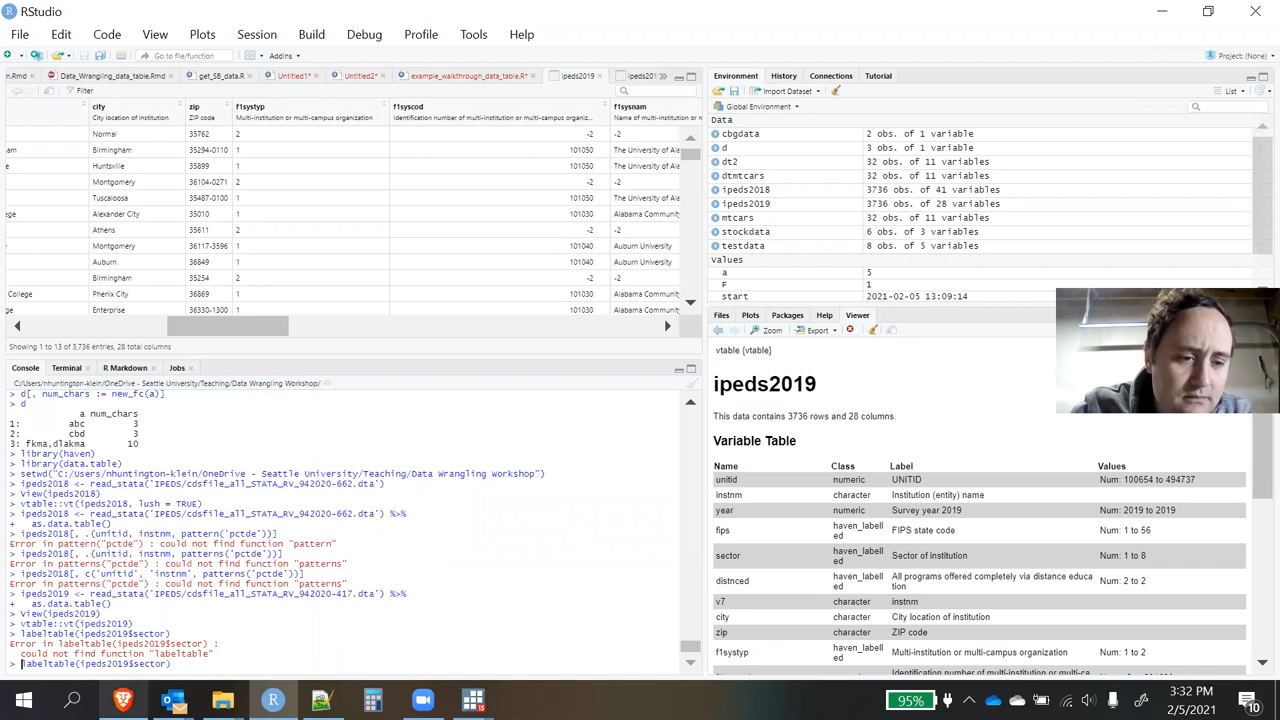 RStudio
File Edit Code View Plots Session Build Debug Profile Tools Help
Go to file/function Addins Project: (None)
n.Rmd Data_Wrangling_data_table.Rmd get_SB_data.R Untitled1* Untitled2* example_walkthrough_data_table.R* ipeds2019 ipeds201
Filter
city zip f1systyp f1syscod f1sysnam
City location of institution ZIP code Multi-institution or multi-campus organization Identification number of multi-institution or multi-campus organiz... Name of multi-institution or m
Normal 35762 2 -2 -2
am Birmingham 35294-0110 1 101050 The University of Ala
Huntsville 35899 1 101050 The University of Ala
Montgomery 36104-0271 2 -2 -2
Tuscaloosa 35487-0100 1 101050 The University of Ala
ge Alexander City 35010 1 101030 Alabama Community
Athens 35611 2 -2 -2
y Montgomery 36117-3596 1 101040 Auburn University
Auburn 36849 1 101040 Auburn University
Birmingham 35254 2 -2 -2
College Phenix City 36869 1 101030 Alabama Community
Enterprise 36330-1300 1 101030 Alabama Community
Showing 1 to 13 of 3,736 entries, 28 total columns
Console Terminal R Markdown Jobs
C:/Users/nhuntington-klein/OneDrive - Seattle University/Teaching/Data Wrangling Workshop/
> d[, num_chars := new_fc(a)]
> d
a num_chars
1: abc 3
2: cbd 3
3: fkma,dlakma 10
> library(haven)
> library(data.table)
> setwd("C:/Users/nhuntington-klein/OneDrive - Seattle University/Teaching/Data Wrangling Workshop")
> ipeds2018 <- read_stata('IPEDS/cdsfile_all_STATA_RV_942020-662.dta')
> View(ipeds2018)
> vtable::vt(ipeds2018, lush = TRUE)
> ipeds2018 <- read_stata('IPEDS/cdsfile_all_STATA_RV_942020-662.dta') %>%
+ as.data.table()
> ipeds2018[, .(unitid, instnm, pattern('pctde'))]
Error in pattern("pctde") : could not find function "pattern"
> ipeds2018[, .(unitid, instnm, patterns('pctde'))]
Error in patterns("pctde") : could not find function "patterns"
> ipeds2018[, c('unitid', 'instnm', patterns('pctde'))]
Error in patterns("pctde") : could not find function "patterns"
> ipeds2019 <- read_stata('IPEDS/cdsfile_all_STATA_RV_942020-417.dta') %>%
+ as.data.table()
> View(ipeds2019)
> vtable::vt(ipeds2019)
> labeltable(ipeds2019$sector)
Error in labeltable(ipeds2019$sector) :
could not find function "labeltable"
> labeltable(ipeds2019$sector)
Environment History Connections Tutorial
Import Dataset List
Global Environment
Data
cbgdata 2 obs. of 1 variable
d 3 obs. of 1 variable
dt2 32 obs. of 11 variables
dtmtcars 32 obs. of 11 variables
ipeds2018 3736 obs. of 41 variables
ipeds2019 3736 obs. of 28 variables
mtcars 32 obs. of 11 variables
stockdata 6 obs. of 3 variables
testdata 8 obs. of 5 variables
Values
a 5
F 1
start 2021-02-05 13:09:14
Files Plots Packages Help Viewer
Zoom Export
vtable {vtable}
ipeds2019
This data contains 3736 rows and 28 columns.
Variable Table
Name Class Label Values
unitid numeric UNITID Num: 100654 to 494737
instnm character Institution (entity) name
year numeric Survey year 2019 Num: 2019 to 2019
fips haven_labelled FIPS state code Num: 1 to 56
sector haven_labelled Sector of institution Num: 1 to 8
distnced haven_labelled All programs offered completely via distance education Num: 2 to 2
v7 character instnm
city character City location of institution
zip character ZIP code
f1systyp haven_labelled Multi-institution or multi-campus organization Num: 1 to 2
Identification number of multi-institution or multi-ca
95% 3:32 PM
2/5/2021
15
10